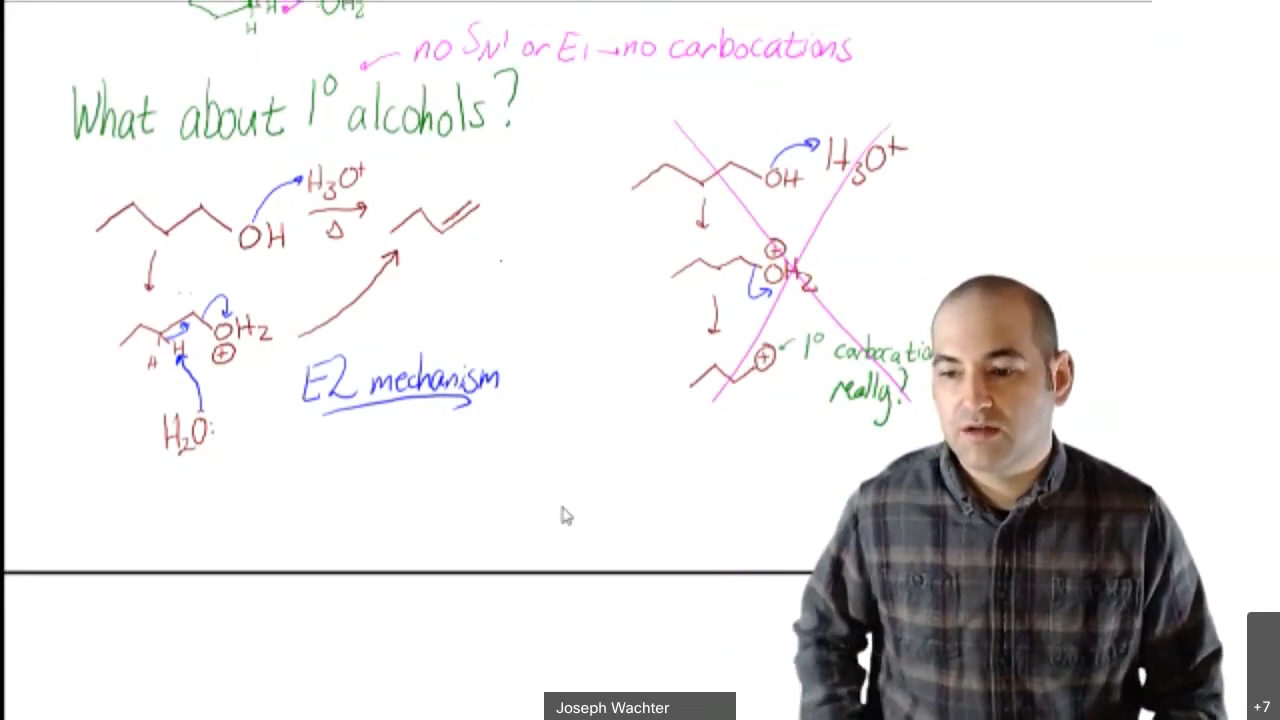 H H OH₂
H
no SN1 or E1 → no carbocations
What about 1° alcohols?
H₃O⁺
OH
Δ
OH H₃O⁺
⊕
OH₂
OH₂
⊕
H H
E2 mechanism
H₂O:
⊕ 1° carbocation
really?
Joseph Wachter
+7